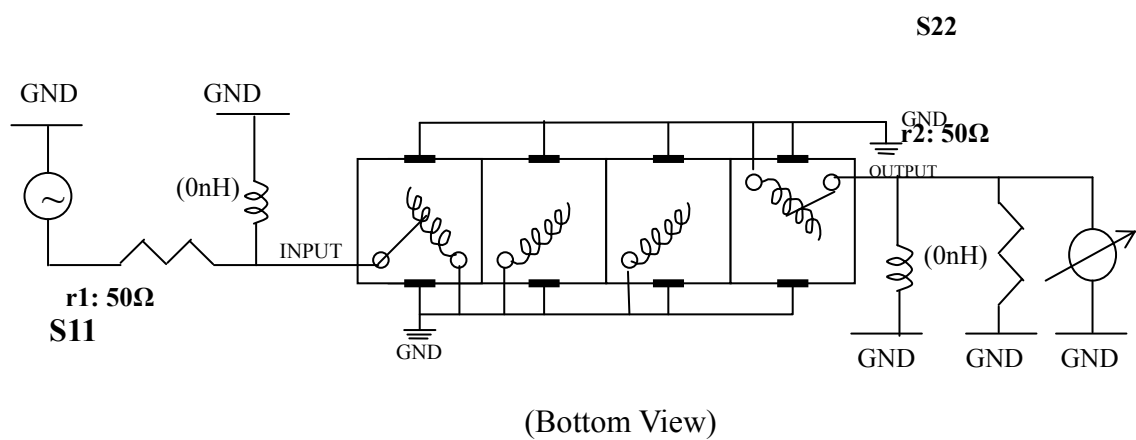 S22
GND
GND
GND
r2: 50Ω
(0nH)
OUTPUT
INPUT
(0nH)
r1: 50Ω
S11
GND
GND
GND
GND
(Bottom View)